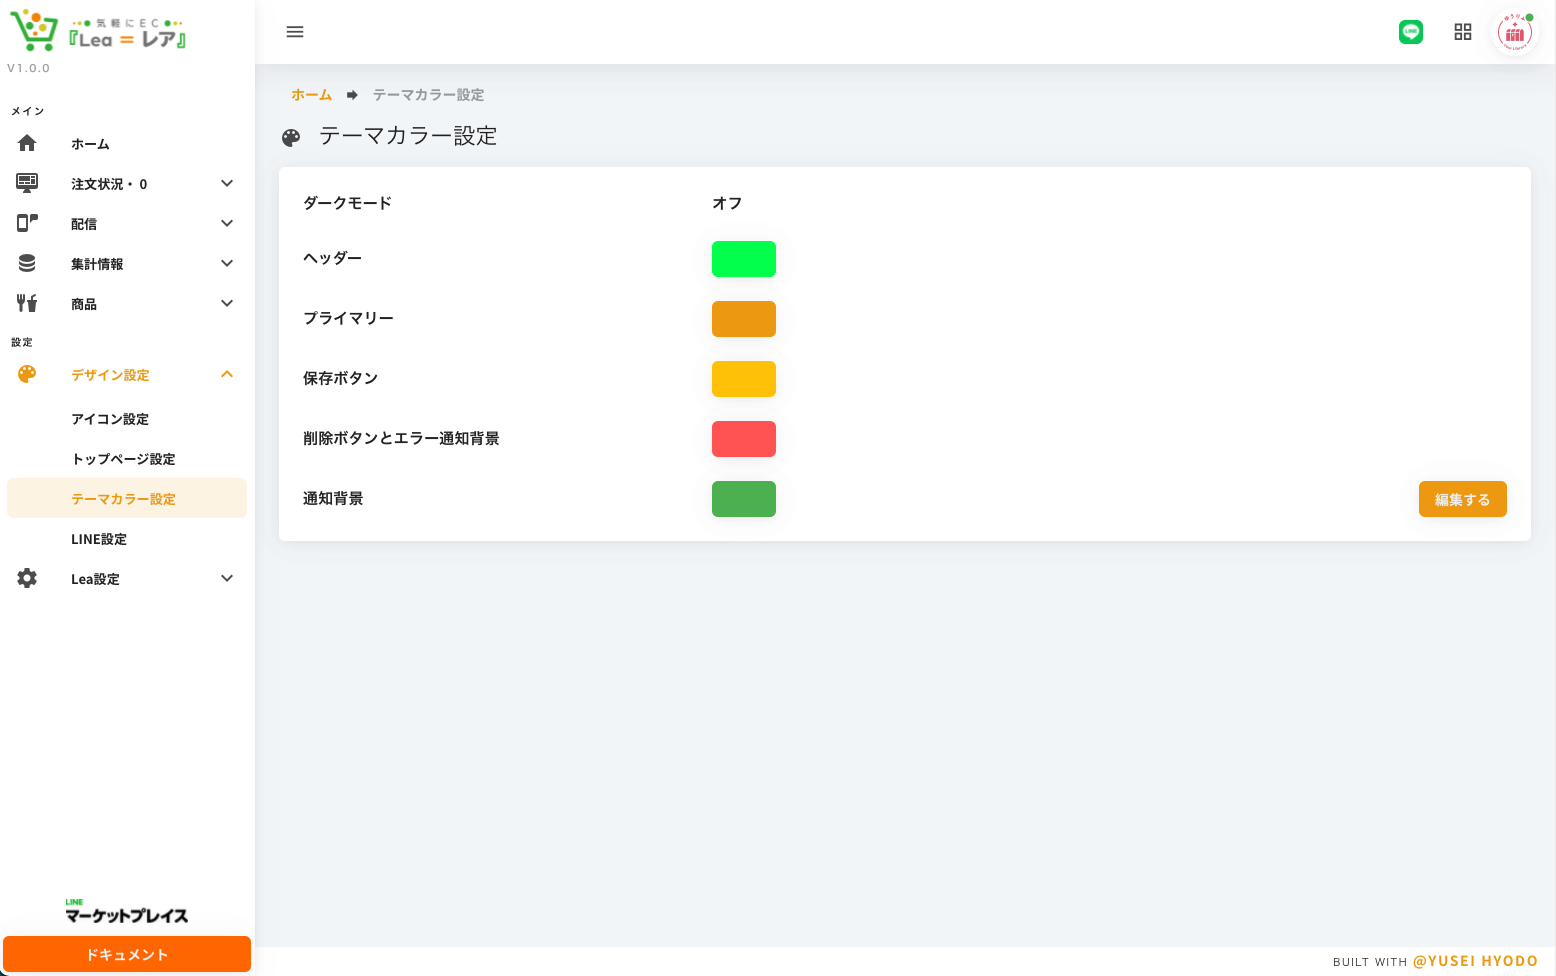 気軽にEC
『Lea = レア』
V1.0.0
メイン
ホーム
注文状況・ 0
配信
集計情報
商品
設定
デザイン設定
アイコン設定
トップページ設定
テーマカラー設定
LINE設定
Lea設定
LINE
マーケットプレイス
ドキュメント
LINE
ホーム テーマカラー設定
テーマカラー設定
ダークモード オフ
ヘッダー
プライマリー
保存ボタン
削除ボタンとエラー通知背景
通知背景
編集する
BUILT WITH @YUSEI HYODO